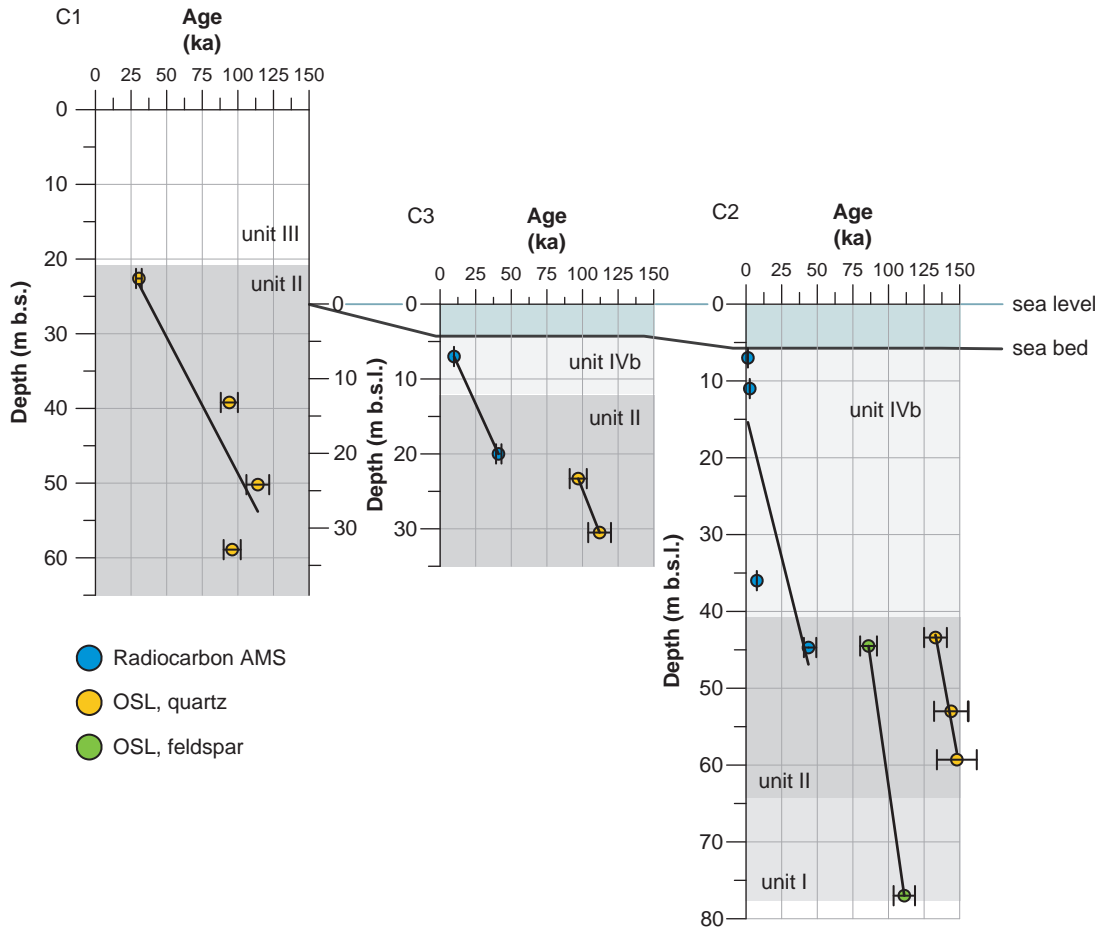 C1
Age
(ka)
0 25 50 75 100 125 150
0
10
20
30
40
50
60
Depth (m b.s.)
unit III
unit II
0
10
20
30
C3
Age
(ka)
0 25 50 75 100 125 150
0
10
20
30
Depth (m b.s.l.)
unit IVb
unit II
C2
Age
(ka)
0 25 50 75 100 125 150
0
10
20
30
40
50
60
70
80
Depth (m b.s.l.)
unit IVb
unit II
unit I
sea level
sea bed
Radiocarbon AMS
OSL, quartz
OSL, feldspar